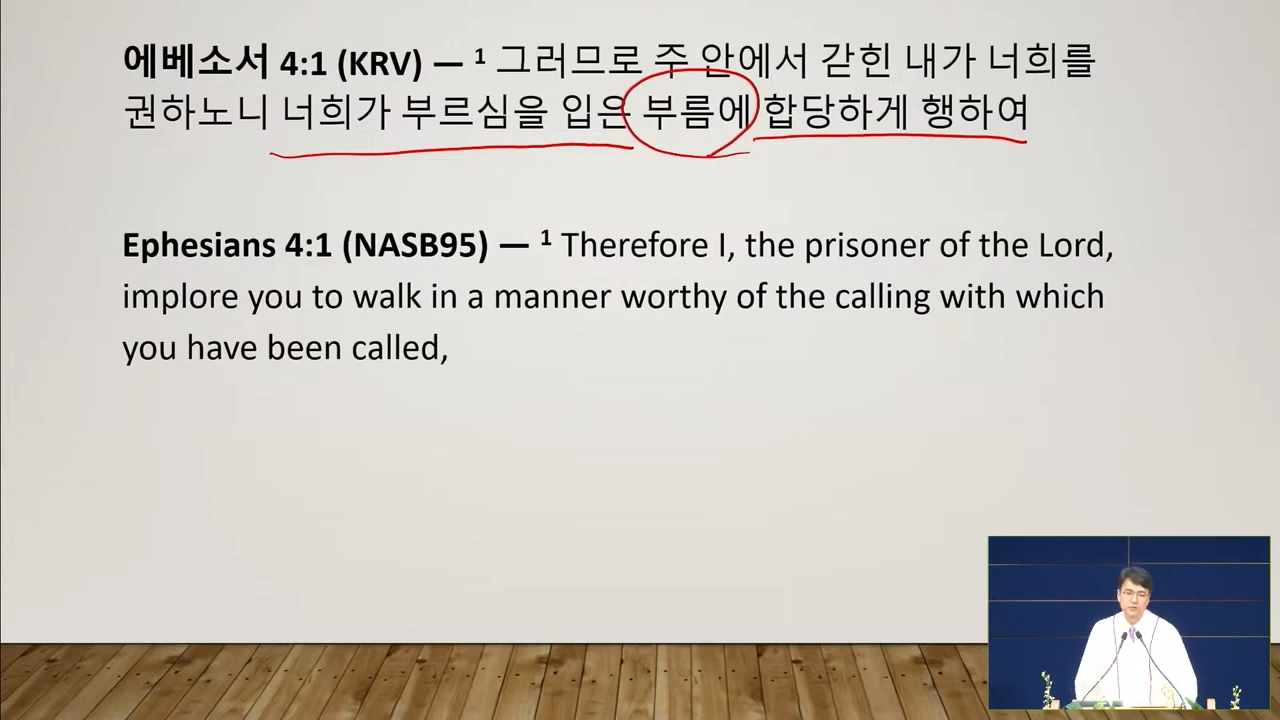 에베소서 4:1 (KRV) — ¹ 그러므로 주 안에서 갇힌 내가 너희를
권하노니 너희가 부르심을 입은 부름에 합당하게 행하여
Ephesians 4:1 (NASB95) — ¹ Therefore I, the prisoner of the Lord,
implore you to walk in a manner worthy of the calling with which
you have been called,